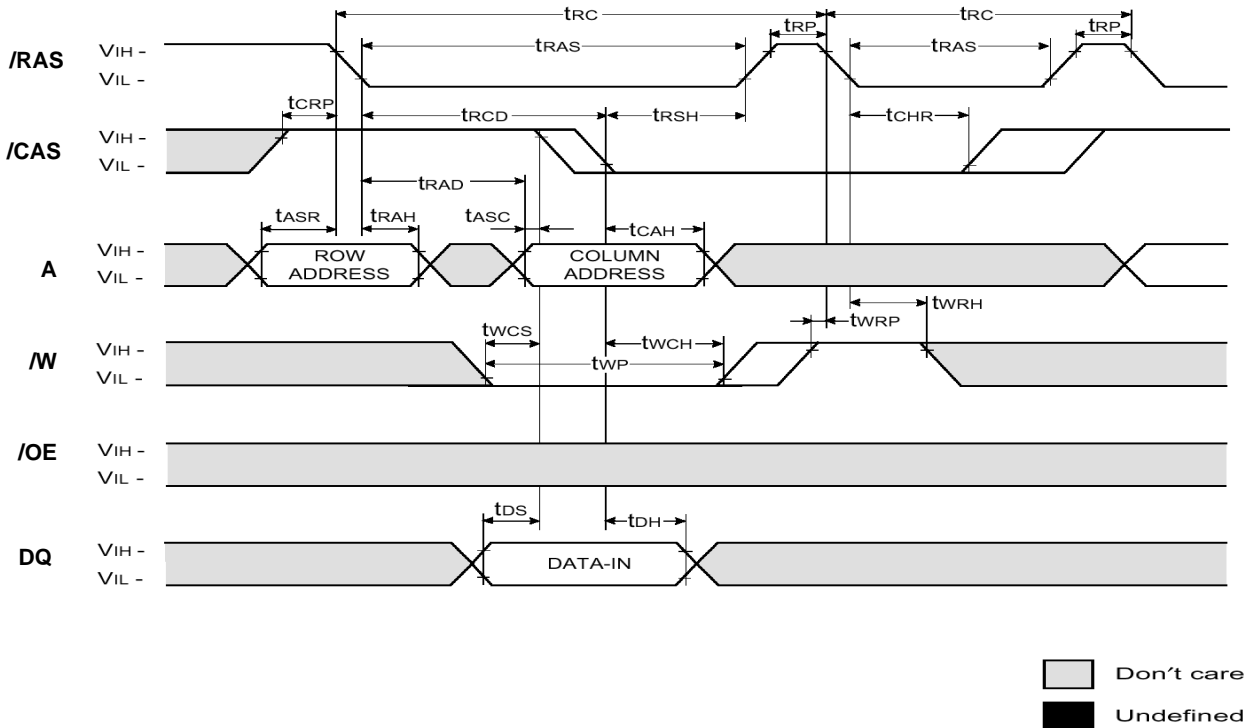 tRC tRC
tRP tRP
/RAS VIH - tRAS tRAS
VIL -
tCRP tRCD tRSH tCHR
/CAS VIH -
VIL -
tRAD
tASR tRAH tASC tCAH
A VIH - ROW ADDRESS COLUMN ADDRESS
VIL -
tWRH
tWRP
tWCS tWCH
/W VIH -
tWP
VIL -
/OE VIH -
VIL -
tDS tDH
DQ VIH -
DATA-IN
VIL -
Don't care
Undefined